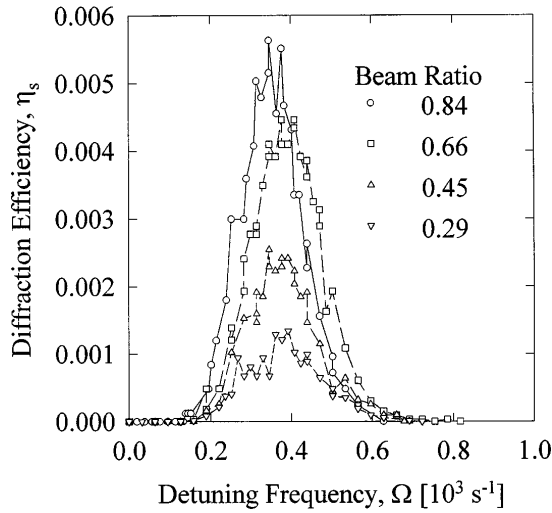 0.006
0.005
0.004
0.003
0.002
0.001
0.000
Diffraction Efficiency, ηs
Beam Ratio
0.84
0.66
0.45
0.29
0.0 0.2 0.4 0.6 0.8 1.0
Detuning Frequency, Ω [10³ s⁻¹]